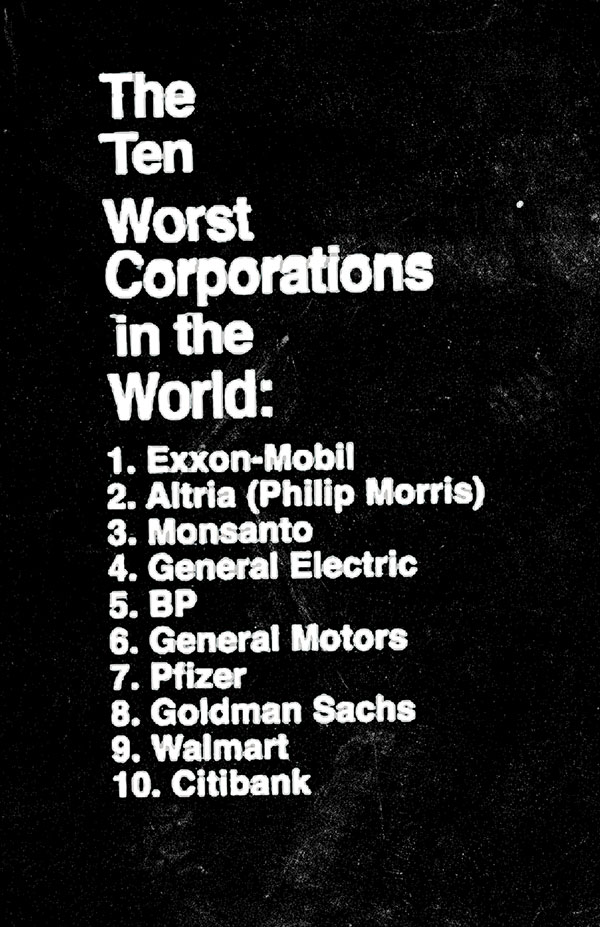 The
Ten
Worst
Corporations
in the
World:
1. Exxon-Mobil
2. Altria (Philip Morris)
3. Monsanto
4. General Electric
5. BP
6. General Motors
7. Pfizer
8. Goldman Sachs
9. Walmart
10. Citibank